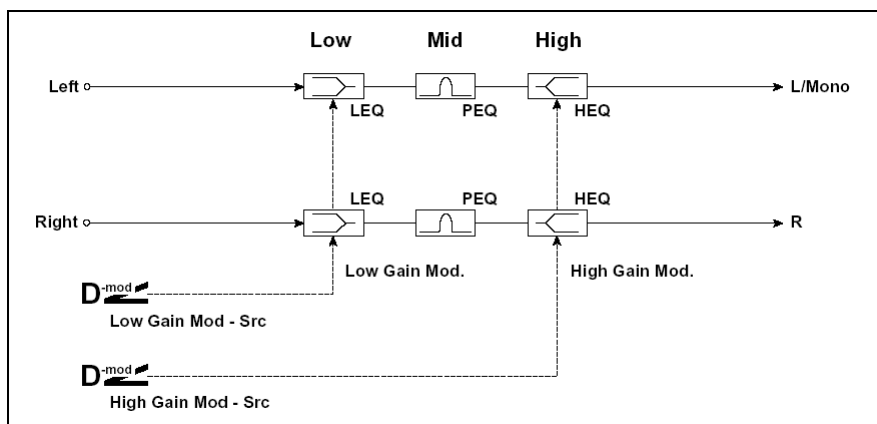 Low Mid High
Left L/Mono
LEQ PEQ HEQ
LEQ PEQ HEQ
Right R
Low Gain Mod. High Gain Mod.
D-mod
Low Gain Mod - Src
D-mod
High Gain Mod - Src